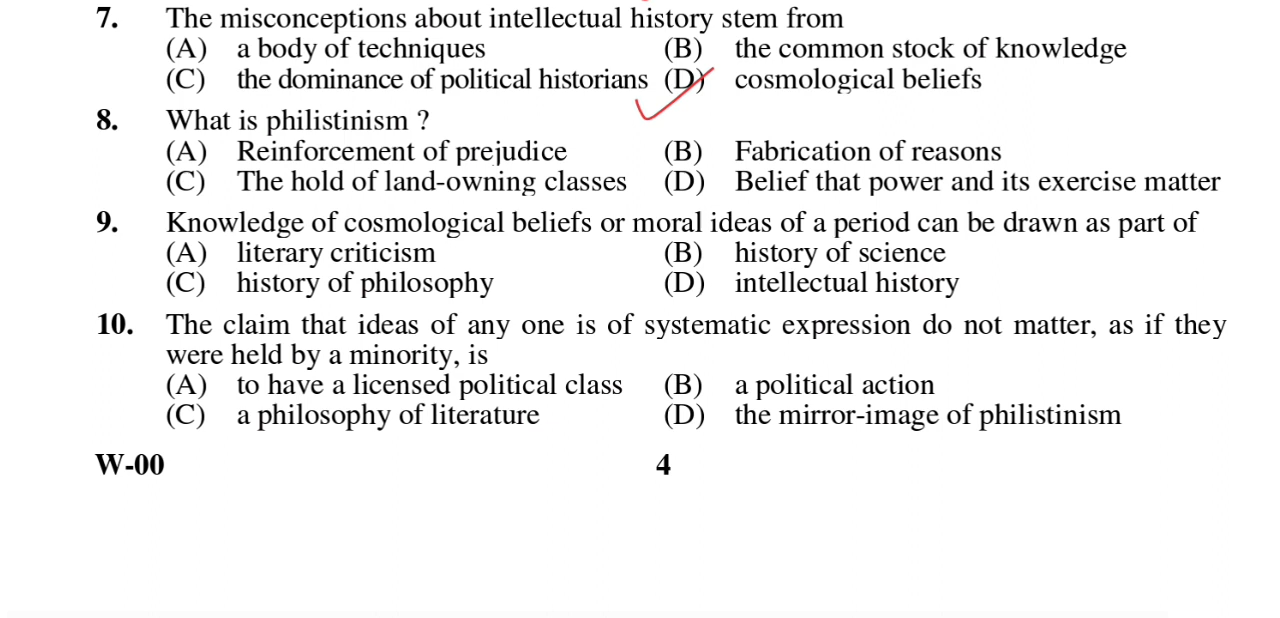 7. The misconceptions about intellectual history stem from
(A) a body of techniques (B) the common stock of knowledge
(C) the dominance of political historians (D) cosmological beliefs
8. What is philistinism ?
(A) Reinforcement of prejudice (B) Fabrication of reasons
(C) The hold of land-owning classes (D) Belief that power and its exercise matter
9. Knowledge of cosmological beliefs or moral ideas of a period can be drawn as part of
(A) literary criticism (B) history of science
(C) history of philosophy (D) intellectual history
10. The claim that ideas of any one is of systematic expression do not matter, as if they
were held by a minority, is
(A) to have a licensed political class (B) a political action
(C) a philosophy of literature (D) the mirror-image of philistinism
W-00 4